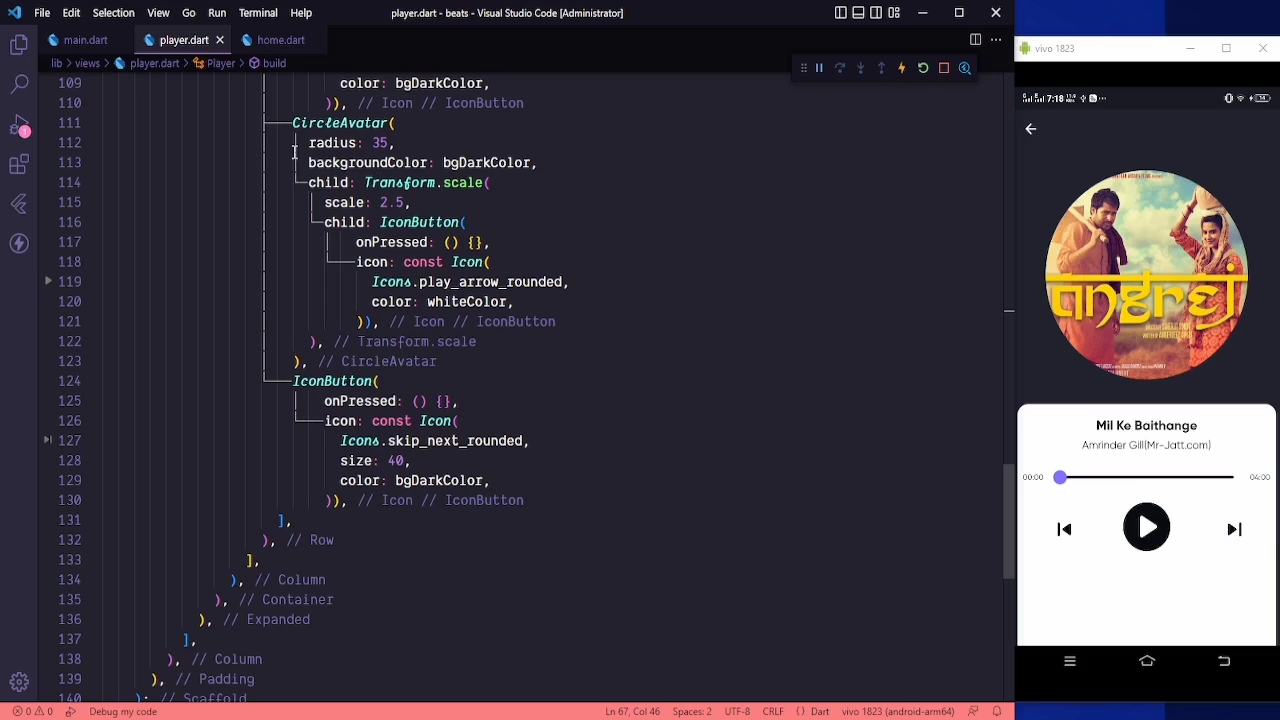 File Edit Selection View Go Run Terminal Help
player.dart - beats - Visual Studio Code [Administrator]
main.dart player.dart home.dart
lib > views > player.dart > Player > build
109 color: bgDarkColor,
110 )), // Icon // IconButton
111 CircleAvatar(
112 radius: 35,
113 backgroundColor: bgDarkColor,
114 child: Transform.scale(
115 scale: 2.5,
116 child: IconButton(
117 onPressed: () {},
118 icon: const Icon(
119 Icons.play_arrow_rounded,
120 color: whiteColor,
121 )), // Icon // IconButton
122 ), // Transform.scale
123 ), // CircleAvatar
124 IconButton(
125 onPressed: () {},
126 icon: const Icon(
127 Icons.skip_next_rounded,
128 size: 40,
129 color: bgDarkColor,
130 )), // Icon // IconButton
131 ],
132 ), // Row
133 ],
134 ), // Column
135 ), // Container
136 ), // Expanded
137 ],
138 ), // Column
139 ), // Padding
140 ); // Scaffold
1
0 0 Debug my code
Ln 67, Col 46 Spaces: 2 UTF-8 CRLF {} Dart vivo 1823 (android-arm64)
vivo 1823
7:18
angrej
Mil Ke Baithange
Amrinder Gill(Mr-Jatt.com)
00:00 04:00